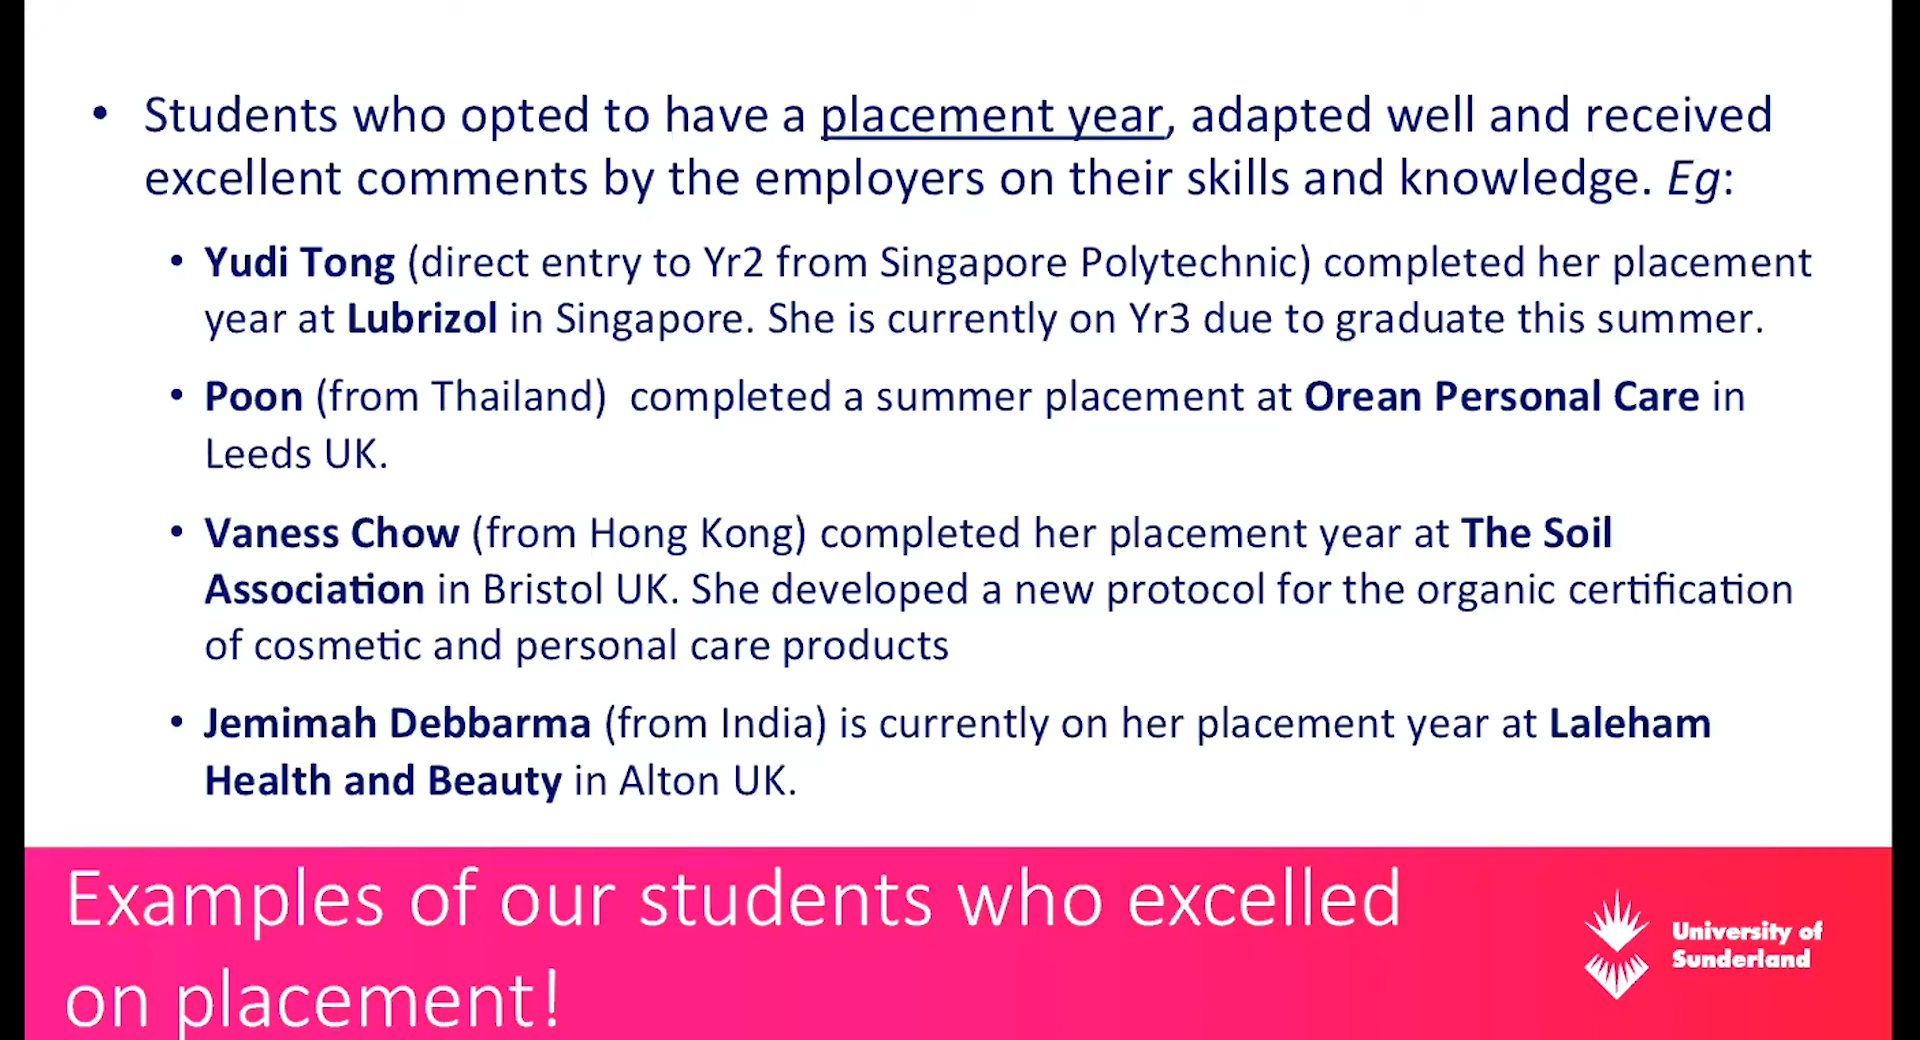 • Students who opted to have a placement year, adapted well and received
excellent comments by the employers on their skills and knowledge. Eg:
• Yudi Tong (direct entry to Yr2 from Singapore Polytechnic) completed her placement
year at Lubrizol in Singapore. She is currently on Yr3 due to graduate this summer.
• Poon (from Thailand)  completed a summer placement at Orean Personal Care in
Leeds UK.
• Vaness Chow (from Hong Kong) completed her placement year at The Soil
Association in Bristol UK. She developed a new protocol for the organic certification
of cosmetic and personal care products
• Jemimah Debbarma (from India) is currently on her placement year at Laleham
Health and Beauty in Alton UK.
Examples of our students who excelled
on placement!
University of
Sunderland